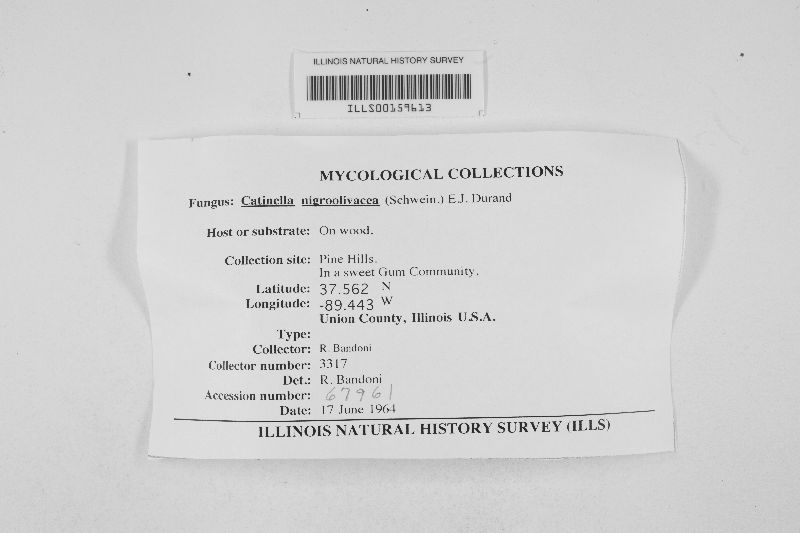 ILLINOIS NATURAL HISTORY SURVEY
ILLS00159613
MYCOLOGICAL COLLECTIONS
Fungus: Catinella nigroolivacea (Schwein.) E.J. Durand
Host or substrate: On wood.
Collection site: Pine Hills.
In a sweet Gum Community.
Latitude: 37.562 N
Longitude: -89.443 W
Union County, Illinois U.S.A.
Type:
Collector: R. Bandoni
Collector number: 3317
Det.: R. Bandoni
Accession number: 67961
Date: 17 June 1964
ILLINOIS NATURAL HISTORY SURVEY (ILLS)